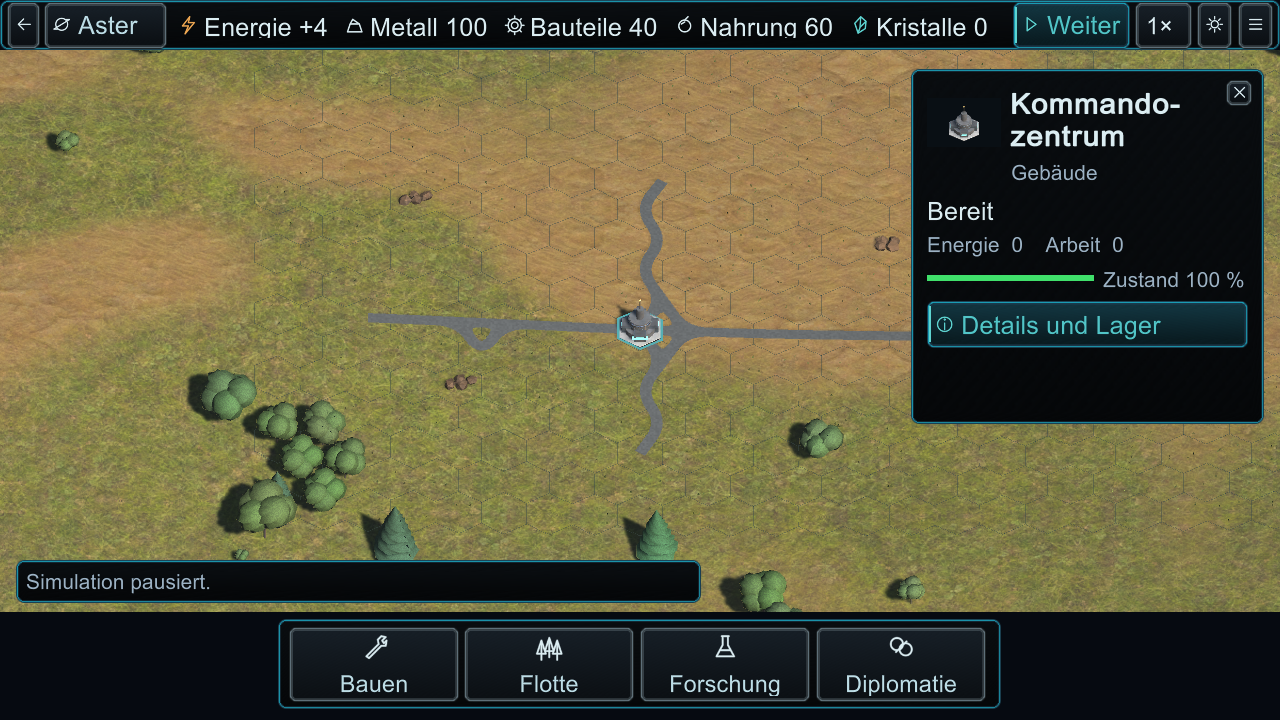 Aster Energie +4 Metall 100 Bauteile 40 Nahrung 60 Kristalle 0 Weiter 1×
Kommando-
zentrum
Gebäude
Bereit
Energie 0 Arbeit 0
Zustand 100 %
Details und Lager
Simulation pausiert.
Bauen Flotte Forschung Diplomatie